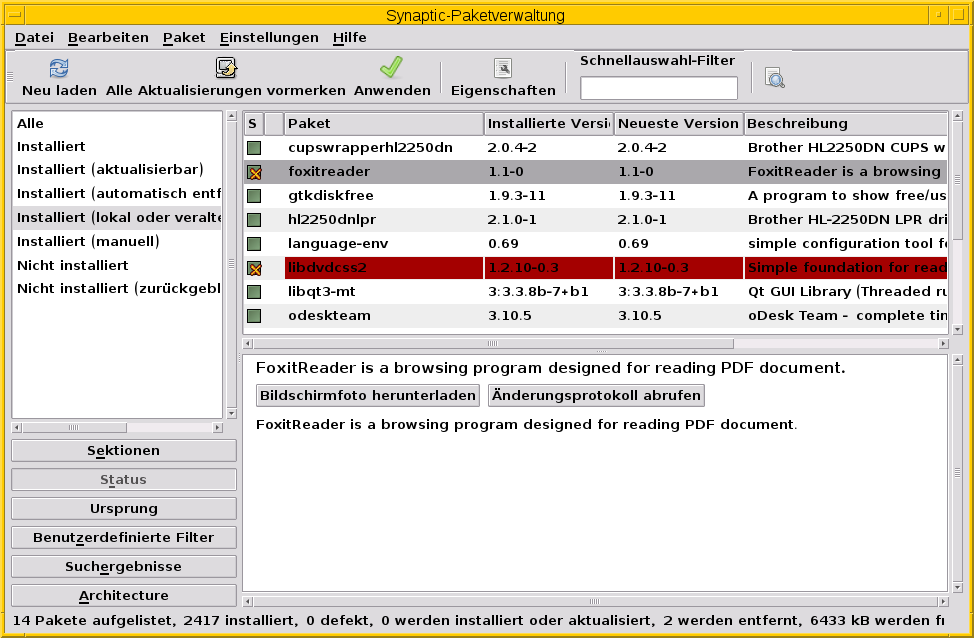 Synaptic-Paketverwaltung
Datei Bearbeiten Paket Einstellungen Hilfe
Neu laden Alle Aktualisierungen vormerken Anwenden Eigenschaften Schnellauswahl-Filter
Alle
Installiert
Installiert (aktualisierbar)
Installiert (automatisch entf
Installiert (lokal oder veralte
Installiert (manuell)
Nicht installiert
Nicht installiert (zurückgebl
Sektionen
Status
Ursprung
Benutzerdefinierte Filter
Suchergebnisse
Architecture
S Paket Installierte Versi Neueste Version Beschreibung
cupswrapperhl2250dn 2.0.4-2 2.0.4-2 Brother HL2250DN CUPS w
foxitreader 1.1-0 1.1-0 FoxitReader is a browsing
gtkdiskfree 1.9.3-11 1.9.3-11 A program to show free/us
hl2250dnlpr 2.1.0-1 2.1.0-1 Brother HL-2250DN LPR dri
language-env 0.69 0.69 simple configuration tool fo
libdvdcss2 1.2.10-0.3 1.2.10-0.3 Simple foundation for read
libqt3-mt 3:3.3.8b-7+b1 3:3.3.8b-7+b1 Qt GUI Library (Threaded ru
odeskteam 3.10.5 3.10.5 oDesk Team - complete tin
FoxitReader is a browsing program designed for reading PDF document.
Bildschirmfoto herunterladen Änderungsprotokoll abrufen
FoxitReader is a browsing program designed for reading PDF document.
14 Pakete aufgelistet, 2417 installiert, 0 defekt, 0 werden installiert oder aktualisiert, 2 werden entfernt, 6433 kB werden fr